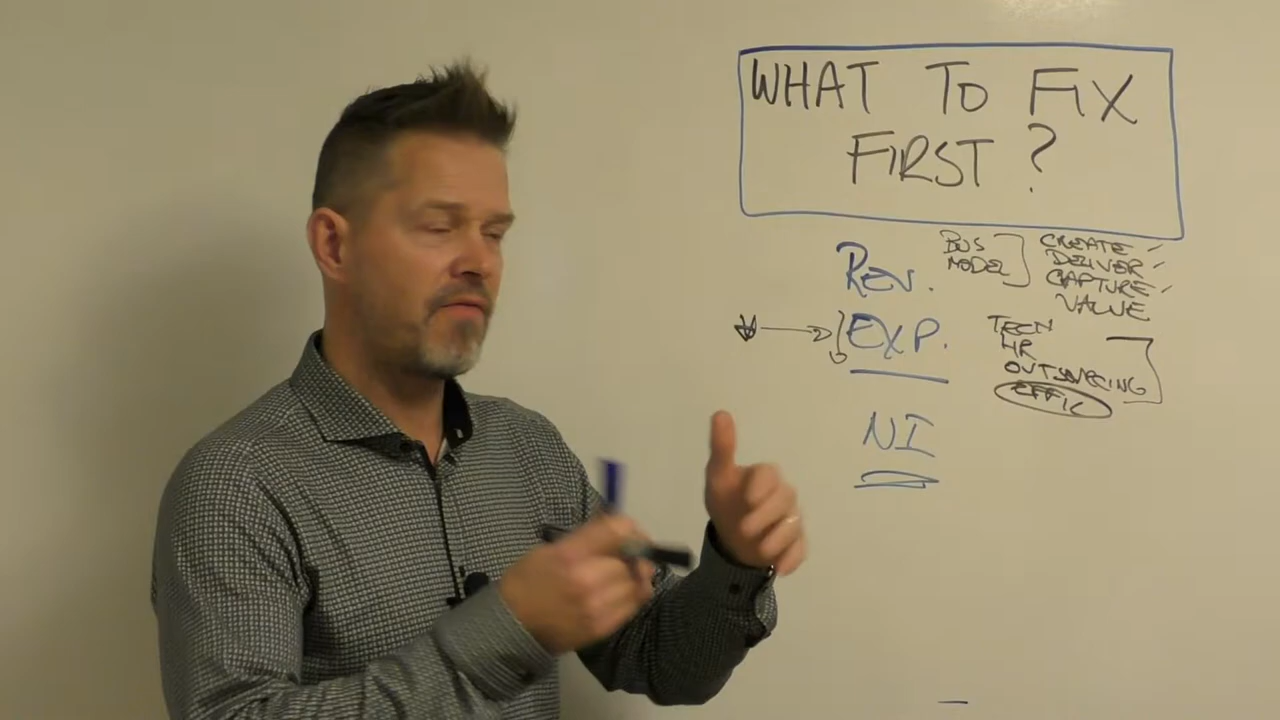 WHAT TO FIX
FIRST ?
REV.
BUS
MODEL
CREATE
DELIVER
CAPTURE
VALUE
EXP.
TECH
HR
OUTSOURCING
EFFIC
NI